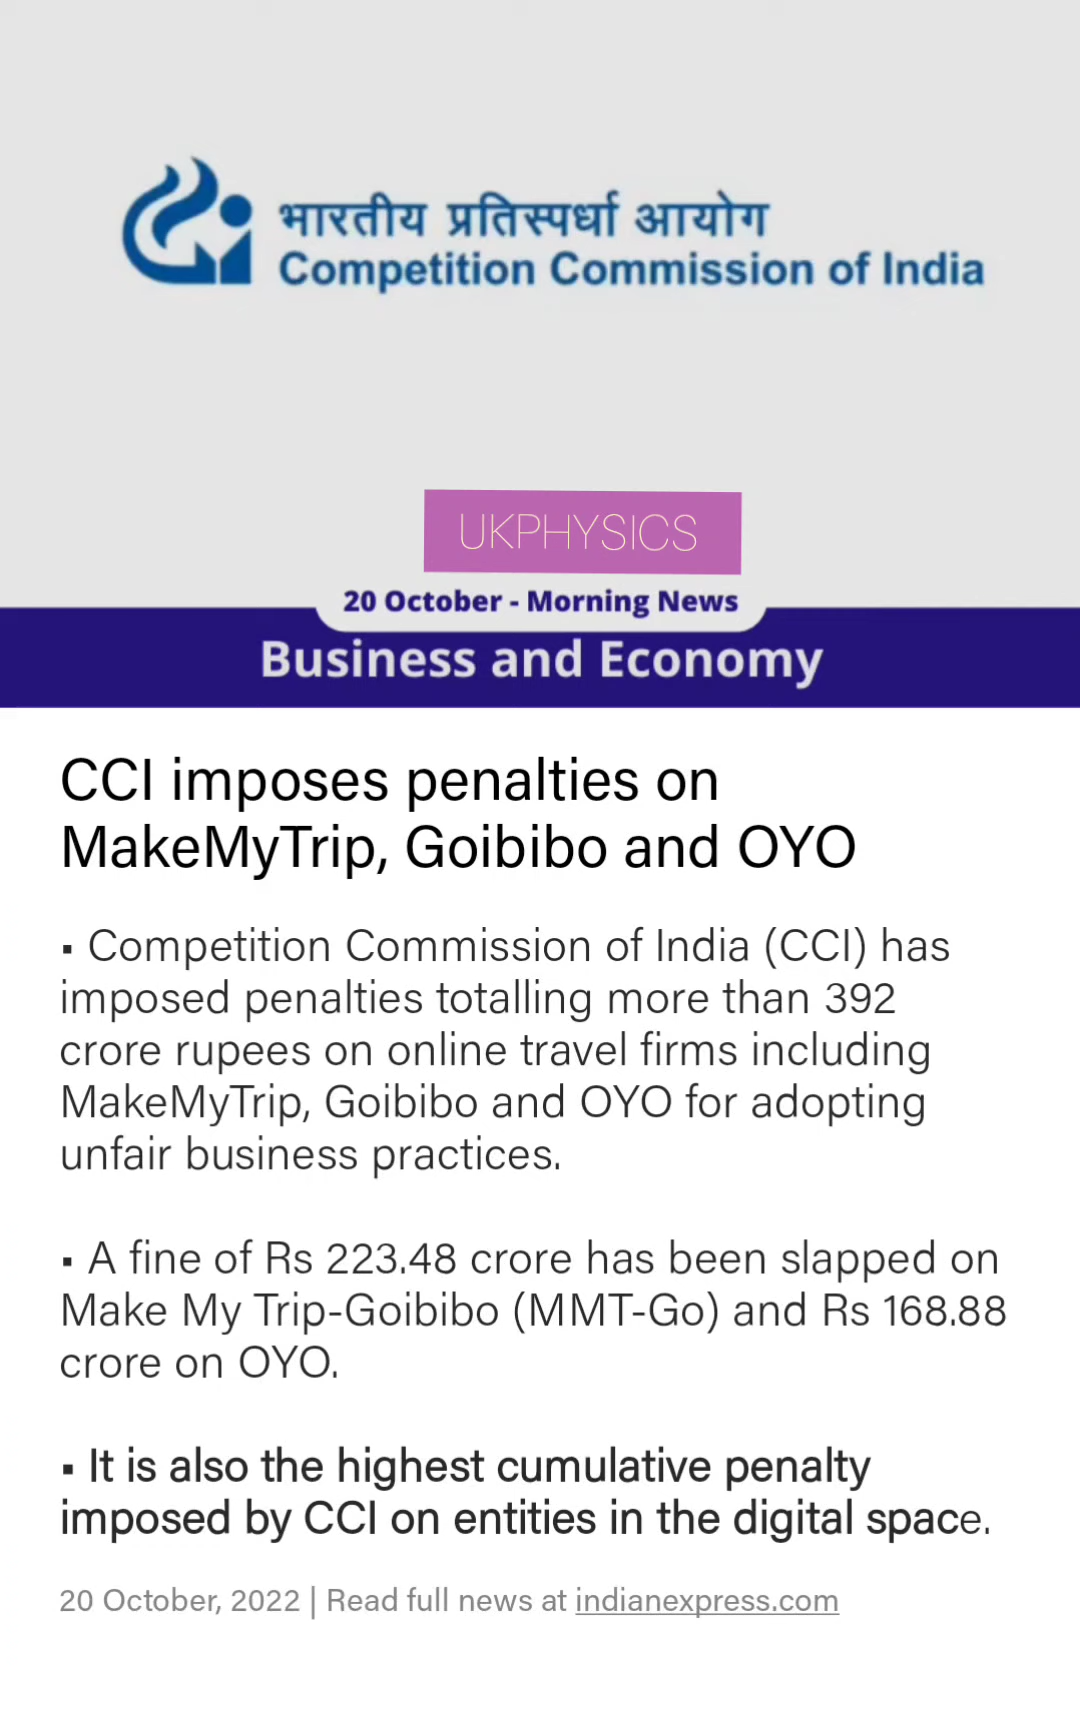 भारतीय प्रतिस्पर्धा आयोग
Competition Commission of India
UKPHYSICS
20 October - Morning News
Business and Economy
CCI imposes penalties on
MakeMyTrip, Goibibo and OYO
▪ Competition Commission of India (CCI) has
imposed penalties totalling more than 392
crore rupees on online travel firms including
MakeMyTrip, Goibibo and OYO for adopting
unfair business practices.
▪ A fine of Rs 223.48 crore has been slapped on
Make My Trip-Goibibo (MMT-Go) and Rs 168.88
crore on OYO.
▪ It is also the highest cumulative penalty
imposed by CCI on entities in the digital space.
20 October, 2022 | Read full news at indianexpress.com